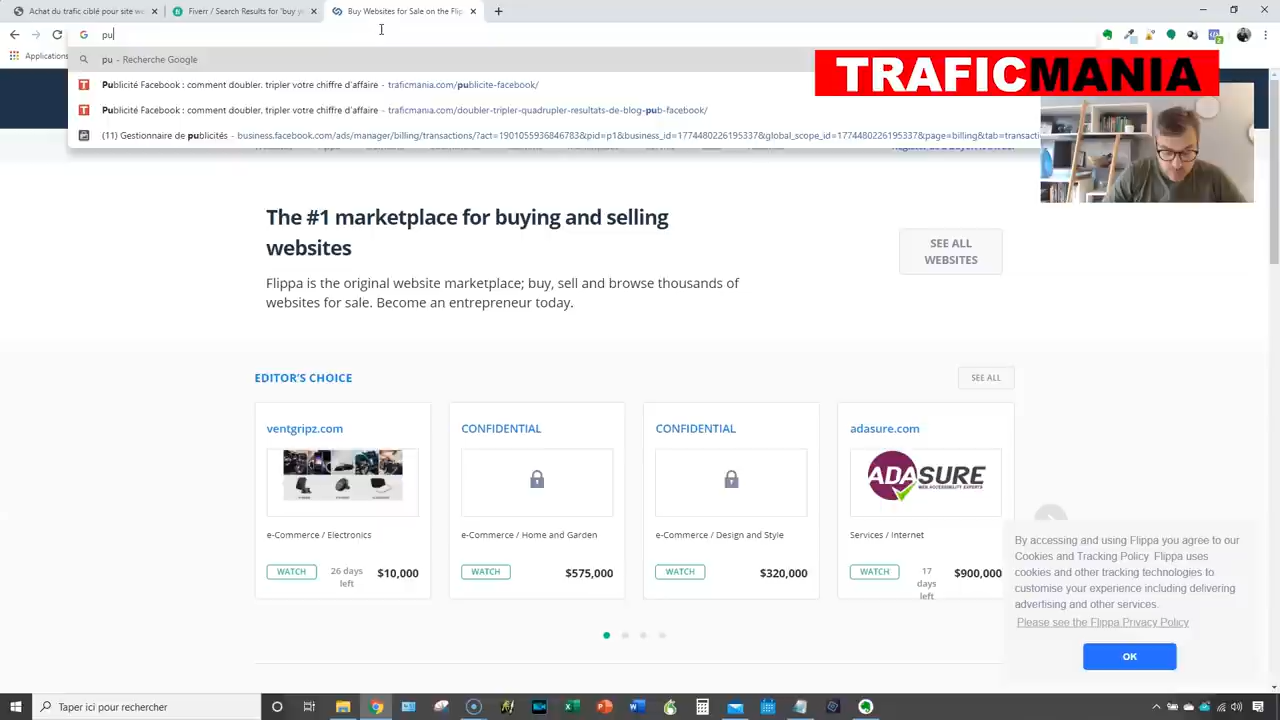 Achat du trafic ciblé pour site we
Fraferr / Search Results for "buy y
Buy Websites for Sale on the Flip
pu
Applications
pu - Recherche Google
Publicité Facebook : comment doubler, tripler votre chiffre d'affaire - traficmania.com/publicite-facebook/
Publicité Facebook : comment doubler, tripler votre chiffre d'affaire - traficmania.com/doubler-tripler-quadrupler-resultats-de-blog-pub-facebook/
(11) Gestionnaire de publicités - business.facebook.com/ads/manager/billing/transactions/?act=1901055936846783&pid=p1&business_id=1774480226195337&global_scope_id=1774480226195337&page=billing&tab=transacti
TRAFICMANIA
The #1 marketplace for buying and selling
websites
SEE ALL
WEBSITES
Flippa is the original website marketplace; buy, sell and browse thousands of
websites for sale. Become an entrepreneur today.
EDITOR'S CHOICE
SEE ALL
ventgripz.com
CONFIDENTIAL
CONFIDENTIAL
adasure.com
ADASURE
WEB ACCESSIBILITY EXPERTS
e-Commerce / Electronics
e-Commerce / Home and Garden
e-Commerce / Design and Style
Services / Internet
WATCH
26 days
left
$10,000
WATCH
$575,000
WATCH
$320,000
WATCH
17
days
left
$900,000
By accessing and using Flippa you agree to our
Cookies and Tracking Policy. Flippa uses
cookies and other tracking technologies to
customise your experience including delivering
advertising and other services.
Please see the Flippa Privacy Policy
OK
Taper ici pour rechercher